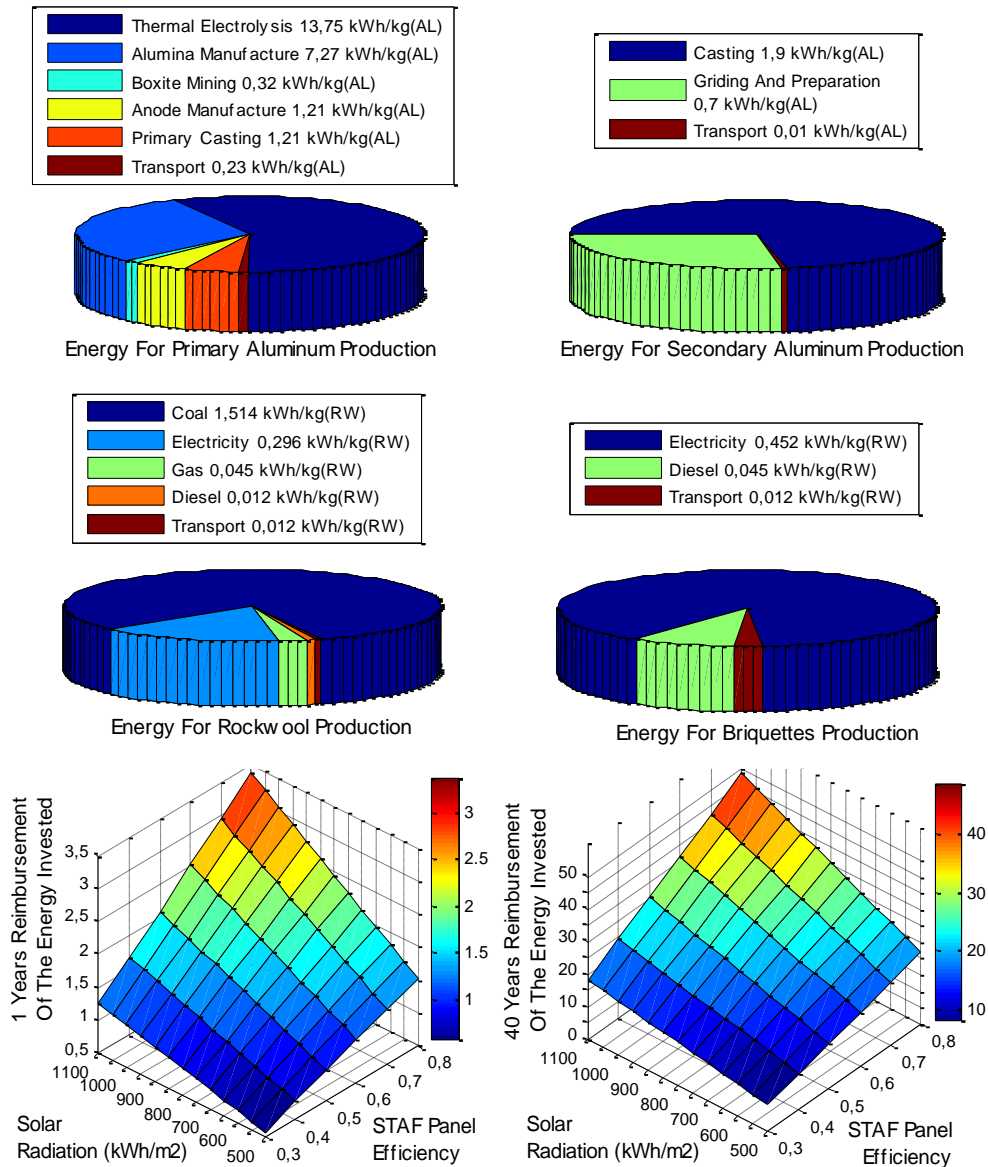 Thermal Electrolysis 13,75 kWh/kg(AL)
Alumina Manufacture 7,27 kWh/kg(AL)
Boxite Mining 0,32 kWh/kg(AL)
Anode Manufacture 1,21 kWh/kg(AL)
Primary Casting 1,21 kWh/kg(AL)
Transport 0,23 kWh/kg(AL)
Energy For Primary Aluminum Production
Casting 1,9 kWh/kg(AL)
Griding And Preparation
0,7 kWh/kg(AL)
Transport 0,01 kWh/kg(AL)
Energy For Secondary Aluminum Production
Coal 1,514 kWh/kg(RW)
Electricity 0,296 kWh/kg(RW)
Gas 0,045 kWh/kg(RW)
Diesel 0,012 kWh/kg(RW)
Transport 0,012 kWh/kg(RW)
Energy For Rockwool Production
Electricity 0,452 kWh/kg(RW)
Diesel 0,045 kWh/kg(RW)
Transport 0,012 kWh/kg(RW)
Energy For Briquettes Production
1 Years Reimbursement
Of The Energy Invested
3,5
3
2,5
2
1,5
1
0,5
1100
1000
900
800
700
600
500
Solar
Radiation (kWh/m2)
0,3
0,4
0,5
0,6
0,7
0,8
STAF Panel
Efficiency
3
2.5
2
1.5
1
40 Years Reimbursement
Of The Energy Invested
50
40
30
20
10
0
1100
1000
900
800
700
600
500
Solar
Radiation (kWh/m2)
0,3
0,4
0,5
0,6
0,7
0,8
STAF Panel
Efficiency
40
30
20
10